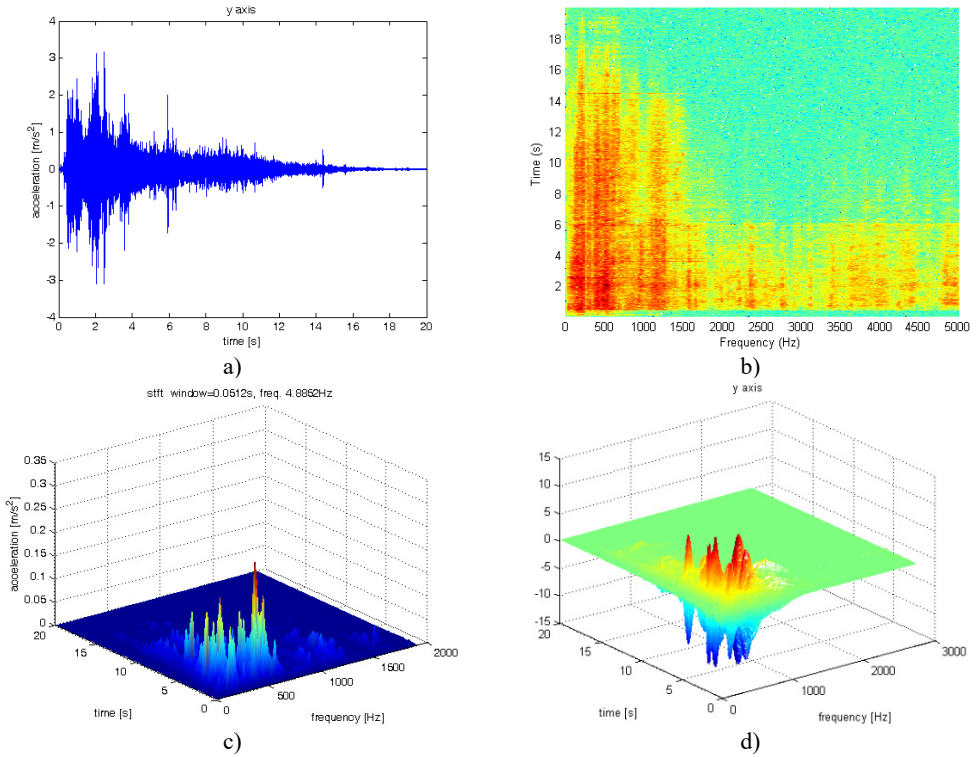 y axis
4
3
2
1
0
-1
-2
-3
-4
acceleration [m/s²]
0 2 4 6 8 10 12 14 16 18 20
time [s]
a)
18
16
14
12
10
8
6
4
2
Time (s)
0 500 1000 1500 2000 2500 3000 3500 4000 4500 5000
Frequency (Hz)
b)
stft window=0.0512s, freq. 4.8852Hz
0.35
0.3
0.25
0.2
0.15
0.1
0.05
0
acceleration [m/s²]
20
15
10
5
0
time [s]
0
500
1000
1500
2000
frequency [Hz]
c)
y axis
15
10
5
0
-5
-10
-15
20
15
10
5
0
time [s]
0
1000
2000
3000
frequency [Hz]
d)